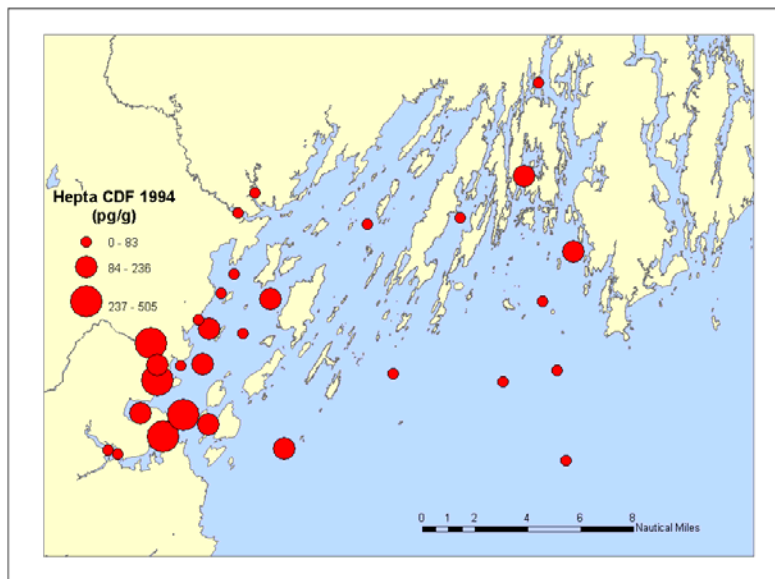 Hepta CDF 1994
(pg/g)
0 - 83
84 - 236
237 - 505
0 1 2 4 6 8
Nautical Miles